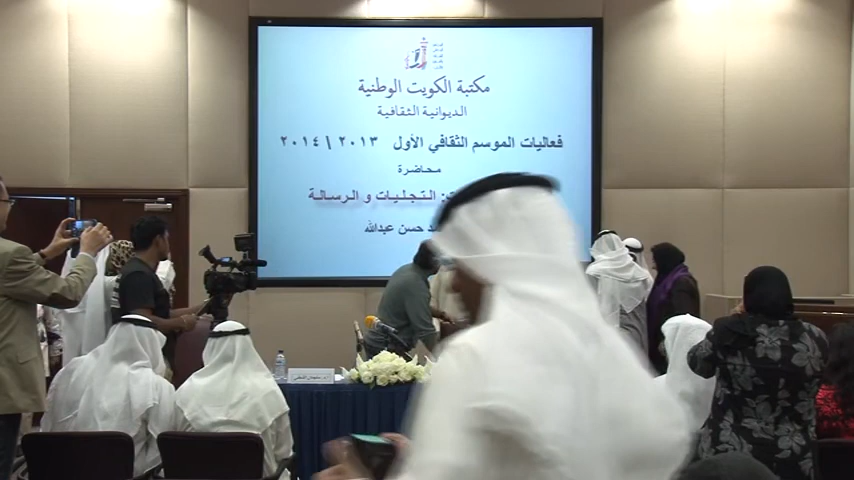 مكتبة الكويت الوطنية
الديوانية الثقافية
فعاليات الموسم الثقافي الأول ٢٠١٣ \ ٢٠١٤
محاضرة
التجليات و الرسالة
حسن عبدالله